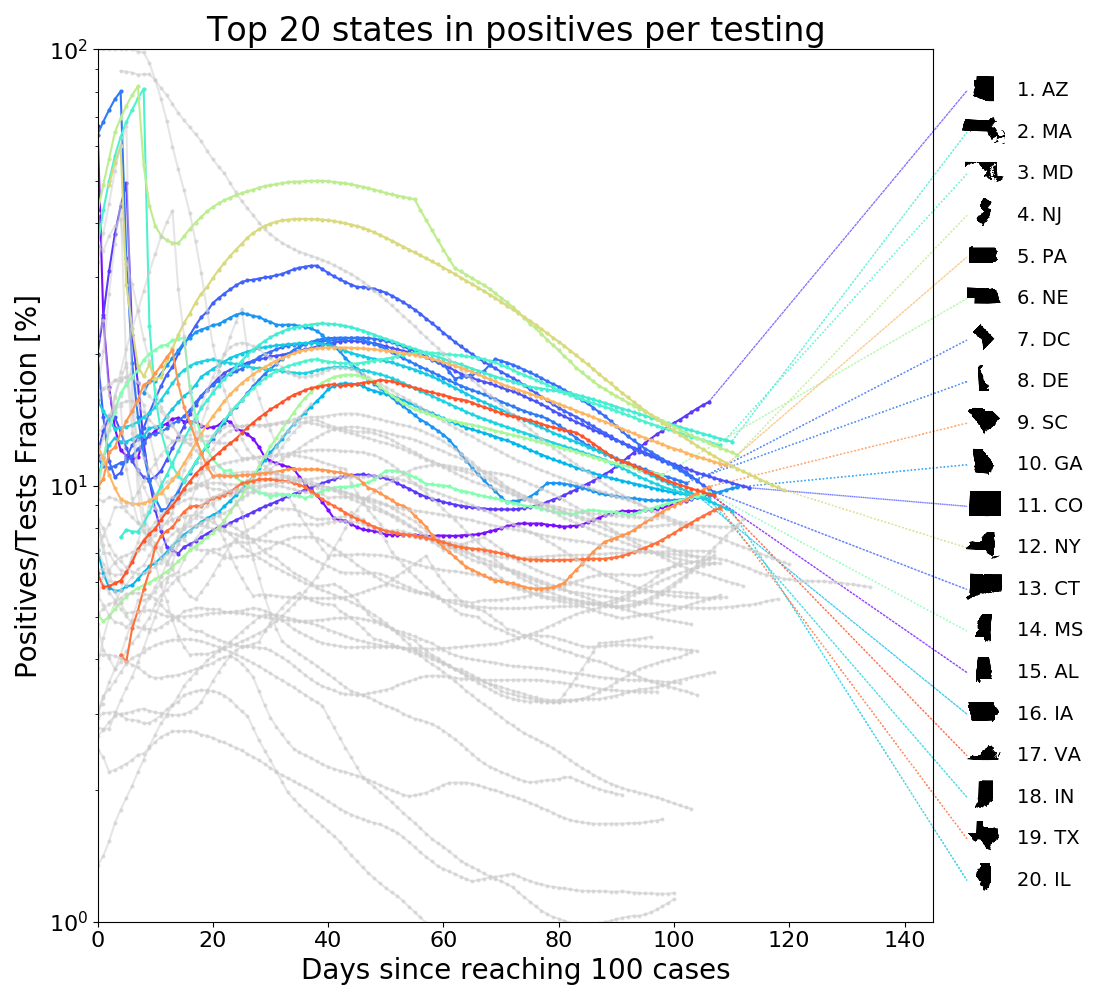 Top 20 states in positives per testing
10²
10¹
10⁰
Positives/Tests Fraction [%]
0 20 40 60 80 100 120 140
Days since reaching 100 cases
1. AZ
2. MA
3. MD
4. NJ
5. PA
6. NE
7. DC
8. DE
9. SC
10. GA
11. CO
12. NY
13. CT
14. MS
15. AL
16. IA
17. VA
18. IN
19. TX
20. IL